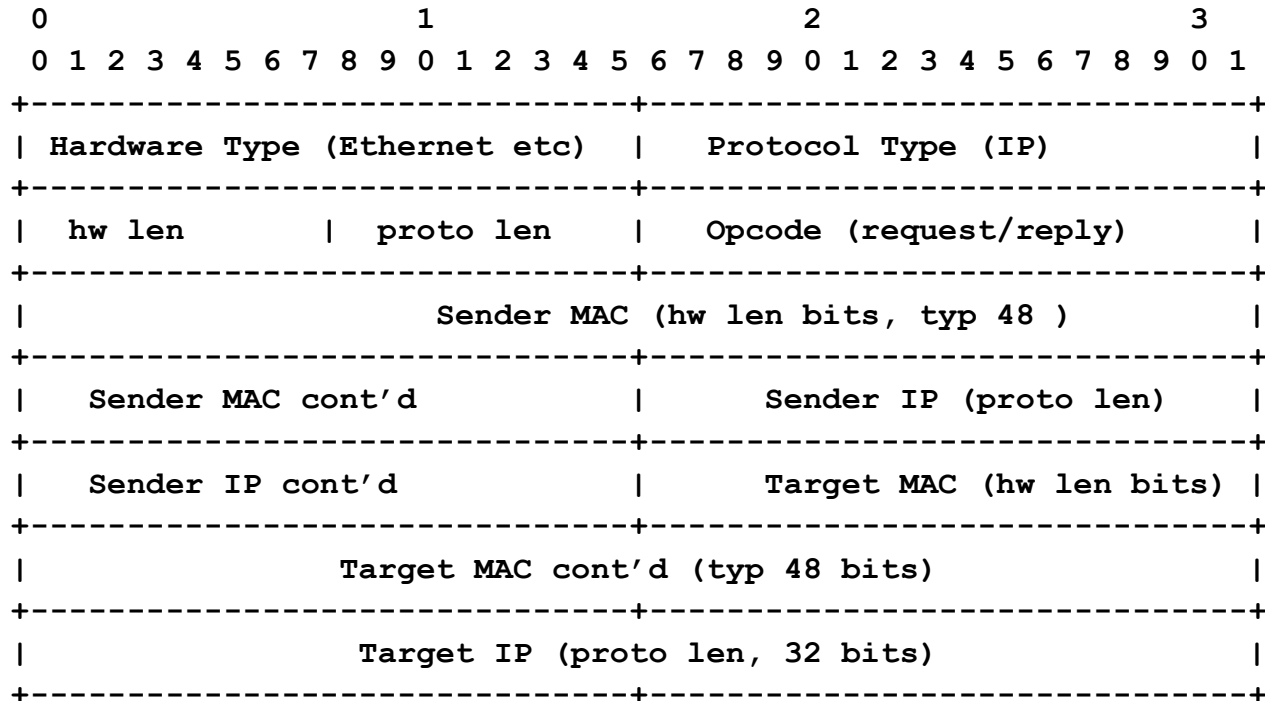 0                   1                   2                   3
 0 1 2 3 4 5 6 7 8 9 0 1 2 3 4 5 6 7 8 9 0 1 2 3 4 5 6 7 8 9 0 1
+-------------------------------+-------------------------------+
| Hardware Type (Ethernet etc)  |   Protocol Type (IP)          |
+-------------------------------+-------------------------------+
|  hw len       |  proto len    |   Opcode (request/reply)      |
+-------------------------------+-------------------------------+
|                     Sender MAC (hw len bits, typ 48 )         |
+-------------------------------+-------------------------------+
|   Sender MAC cont’d           |      Sender IP (proto len)    |
+-------------------------------+-------------------------------+
|   Sender IP cont’d            |      Target MAC (hw len bits) |
+-------------------------------+-------------------------------+
|                Target MAC cont’d (typ 48 bits)                |
+-------------------------------+-------------------------------+
|                 Target IP (proto len, 32 bits)                |
+-------------------------------+-------------------------------+